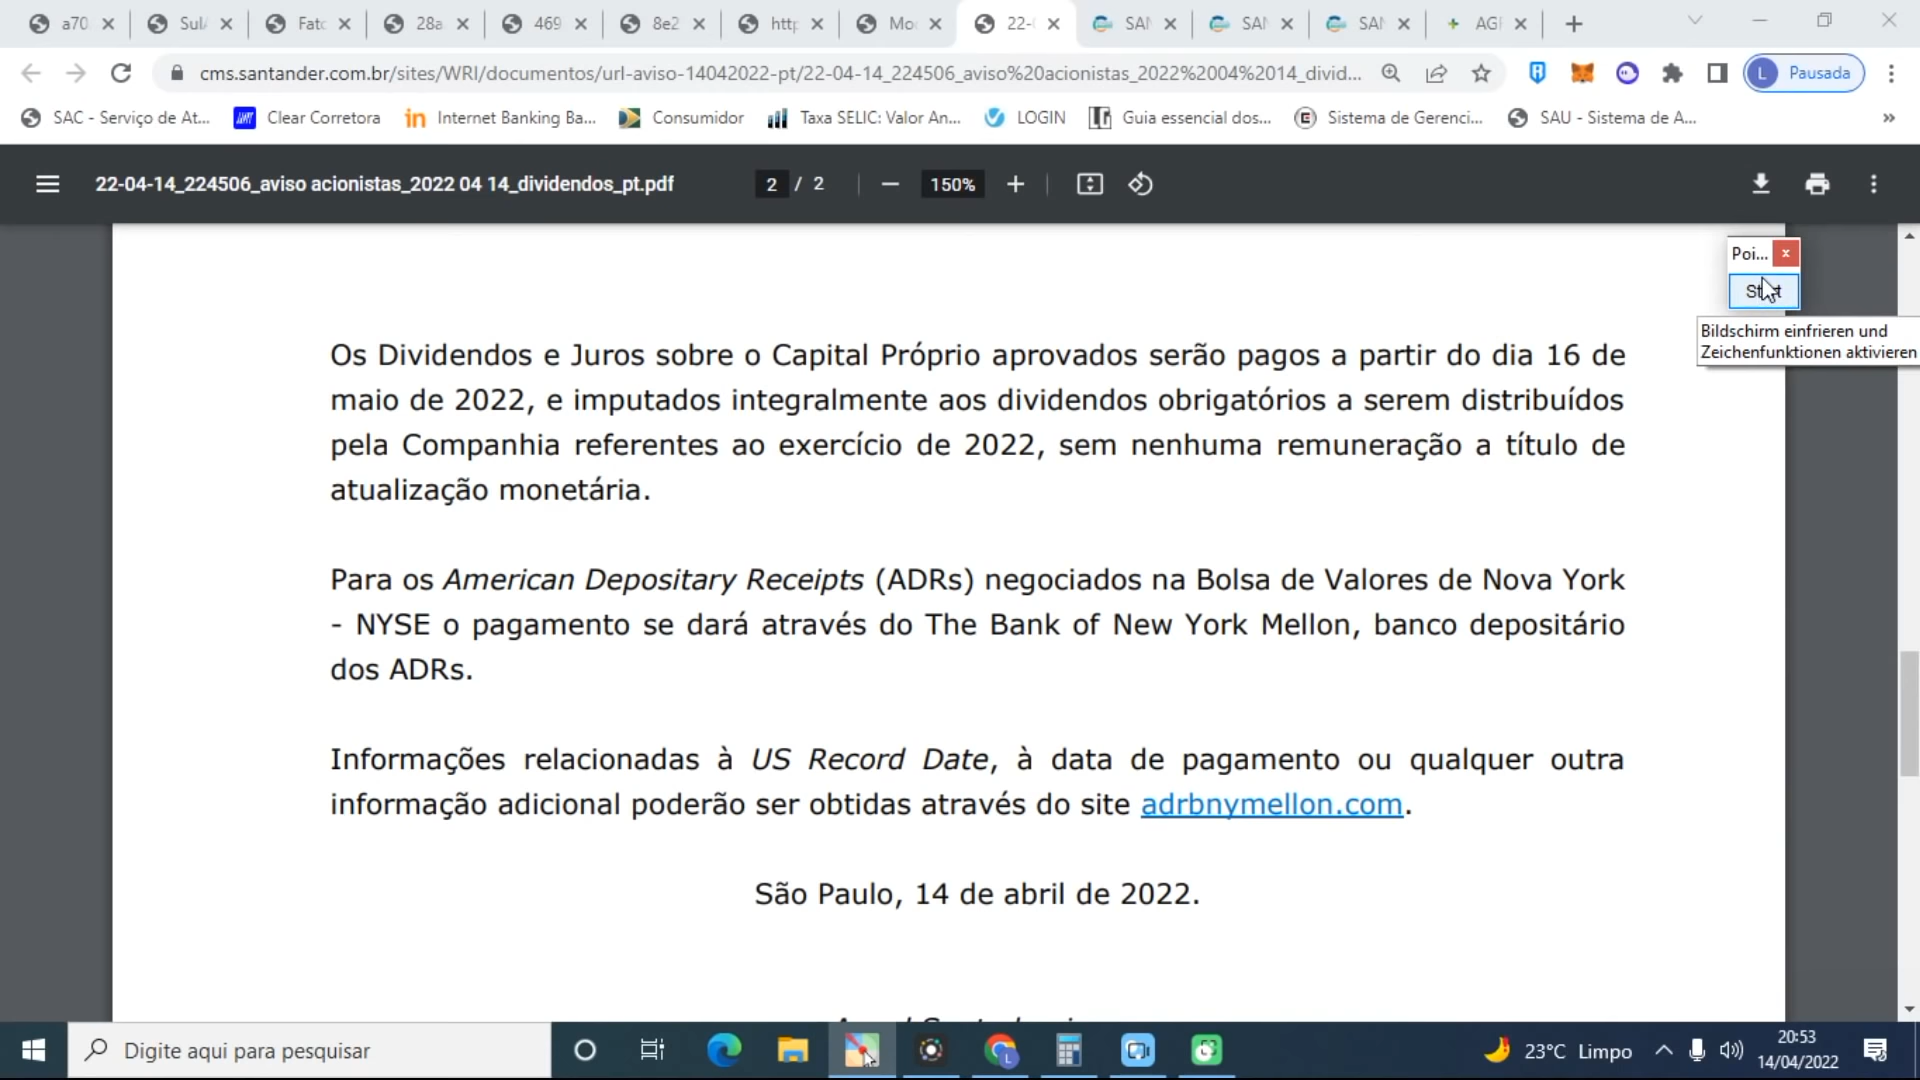 a70 Sul Fato 28a 469 8e2 http Mo 22- SAN SAN SAN AGI
cms.santander.com.br/sites/WRI/documentos/url-aviso-14042022-pt/22-04-14_224506_aviso%20acionistas_2022%2004%2014_divid...
L Pausada
SAC - Serviço de At... Clear Corretora in Internet Banking Ba... Consumidor Taxa SELIC: Valor An... LOGIN Guia essencial dos... Sistema de Gerenci... SAU - Sistema de A... »
22-04-14_224506_aviso acionistas_2022 04 14_dividendos_pt.pdf 2 / 2 150%
Poi... x
Start
Bildschirm einfrieren und
Zeichenfunktionen aktivieren
Os Dividendos e Juros sobre o Capital Próprio aprovados serão pagos a partir do dia 16 de
maio de 2022, e imputados integralmente aos dividendos obrigatórios a serem distribuídos
pela Companhia referentes ao exercício de 2022, sem nenhuma remuneração a título de
atualização monetária.
Para os American Depositary Receipts (ADRs) negociados na Bolsa de Valores de Nova York
- NYSE o pagamento se dará através do The Bank of New York Mellon, banco depositário
dos ADRs.
Informações relacionadas à US Record Date, à data de pagamento ou qualquer outra
informação adicional poderão ser obtidas através do site adrbnymellon.com.
São Paulo, 14 de abril de 2022.
Digite aqui para pesquisar
23°C Limpo
20:53
14/04/2022